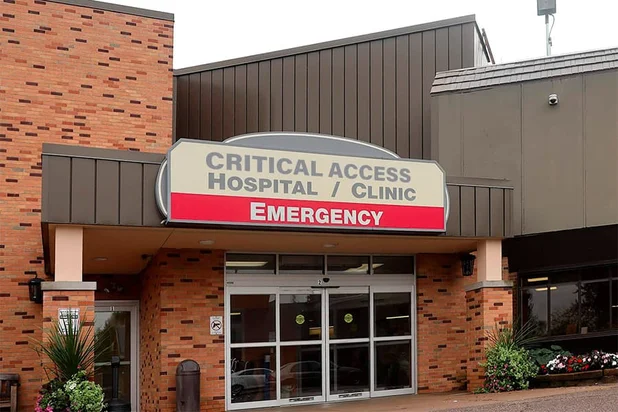 CRITICAL ACCESS
HOSPITAL / CLINIC
EMERGENCY